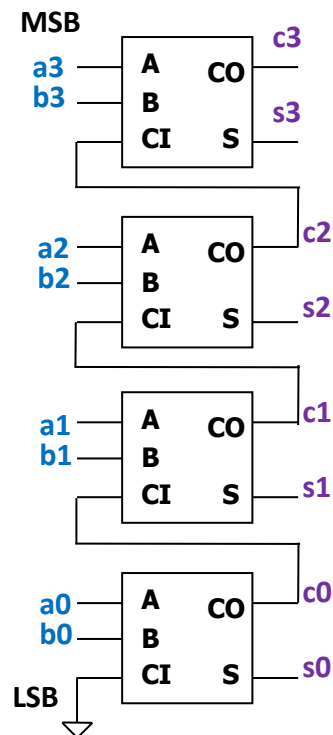 MSB
a3 A CO c3
b3 B
CI S s3
a2 A CO c2
b2 B
CI S s2
a1 A CO c1
b1 B
CI S s1
a0 A CO c0
b0 B
CI S s0
LSB